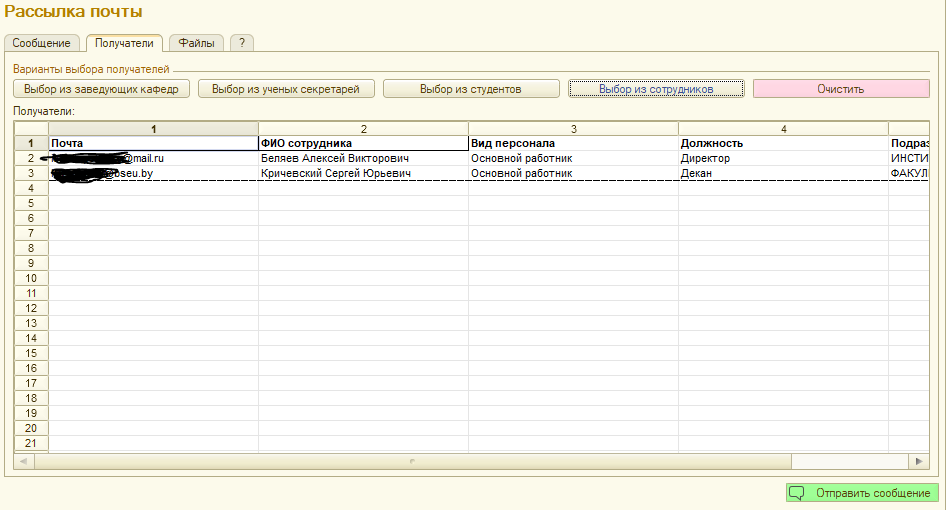 Рассылка почты
Сообщение Получатели Файлы ?
Варианты выбора получателей
Выбор из заведующих кафедр Выбор из ученых секретарей Выбор из студентов Выбор из сотрудников Очистить
Получатели:
1 2 3 4
1 Почта ФИО сотрудника Вид персонала Должность Подраз
2 @mail.ru Беляев Алексей Викторович Основной работник Директор ИНСТИ
3 bseu.by Кричевский Сергей Юрьевич Основной работник Декан ФАКУЛ
4
5
6
7
8
9
10
11
12
13
14
15
16
17
18
19
20
21
Отправить сообщение